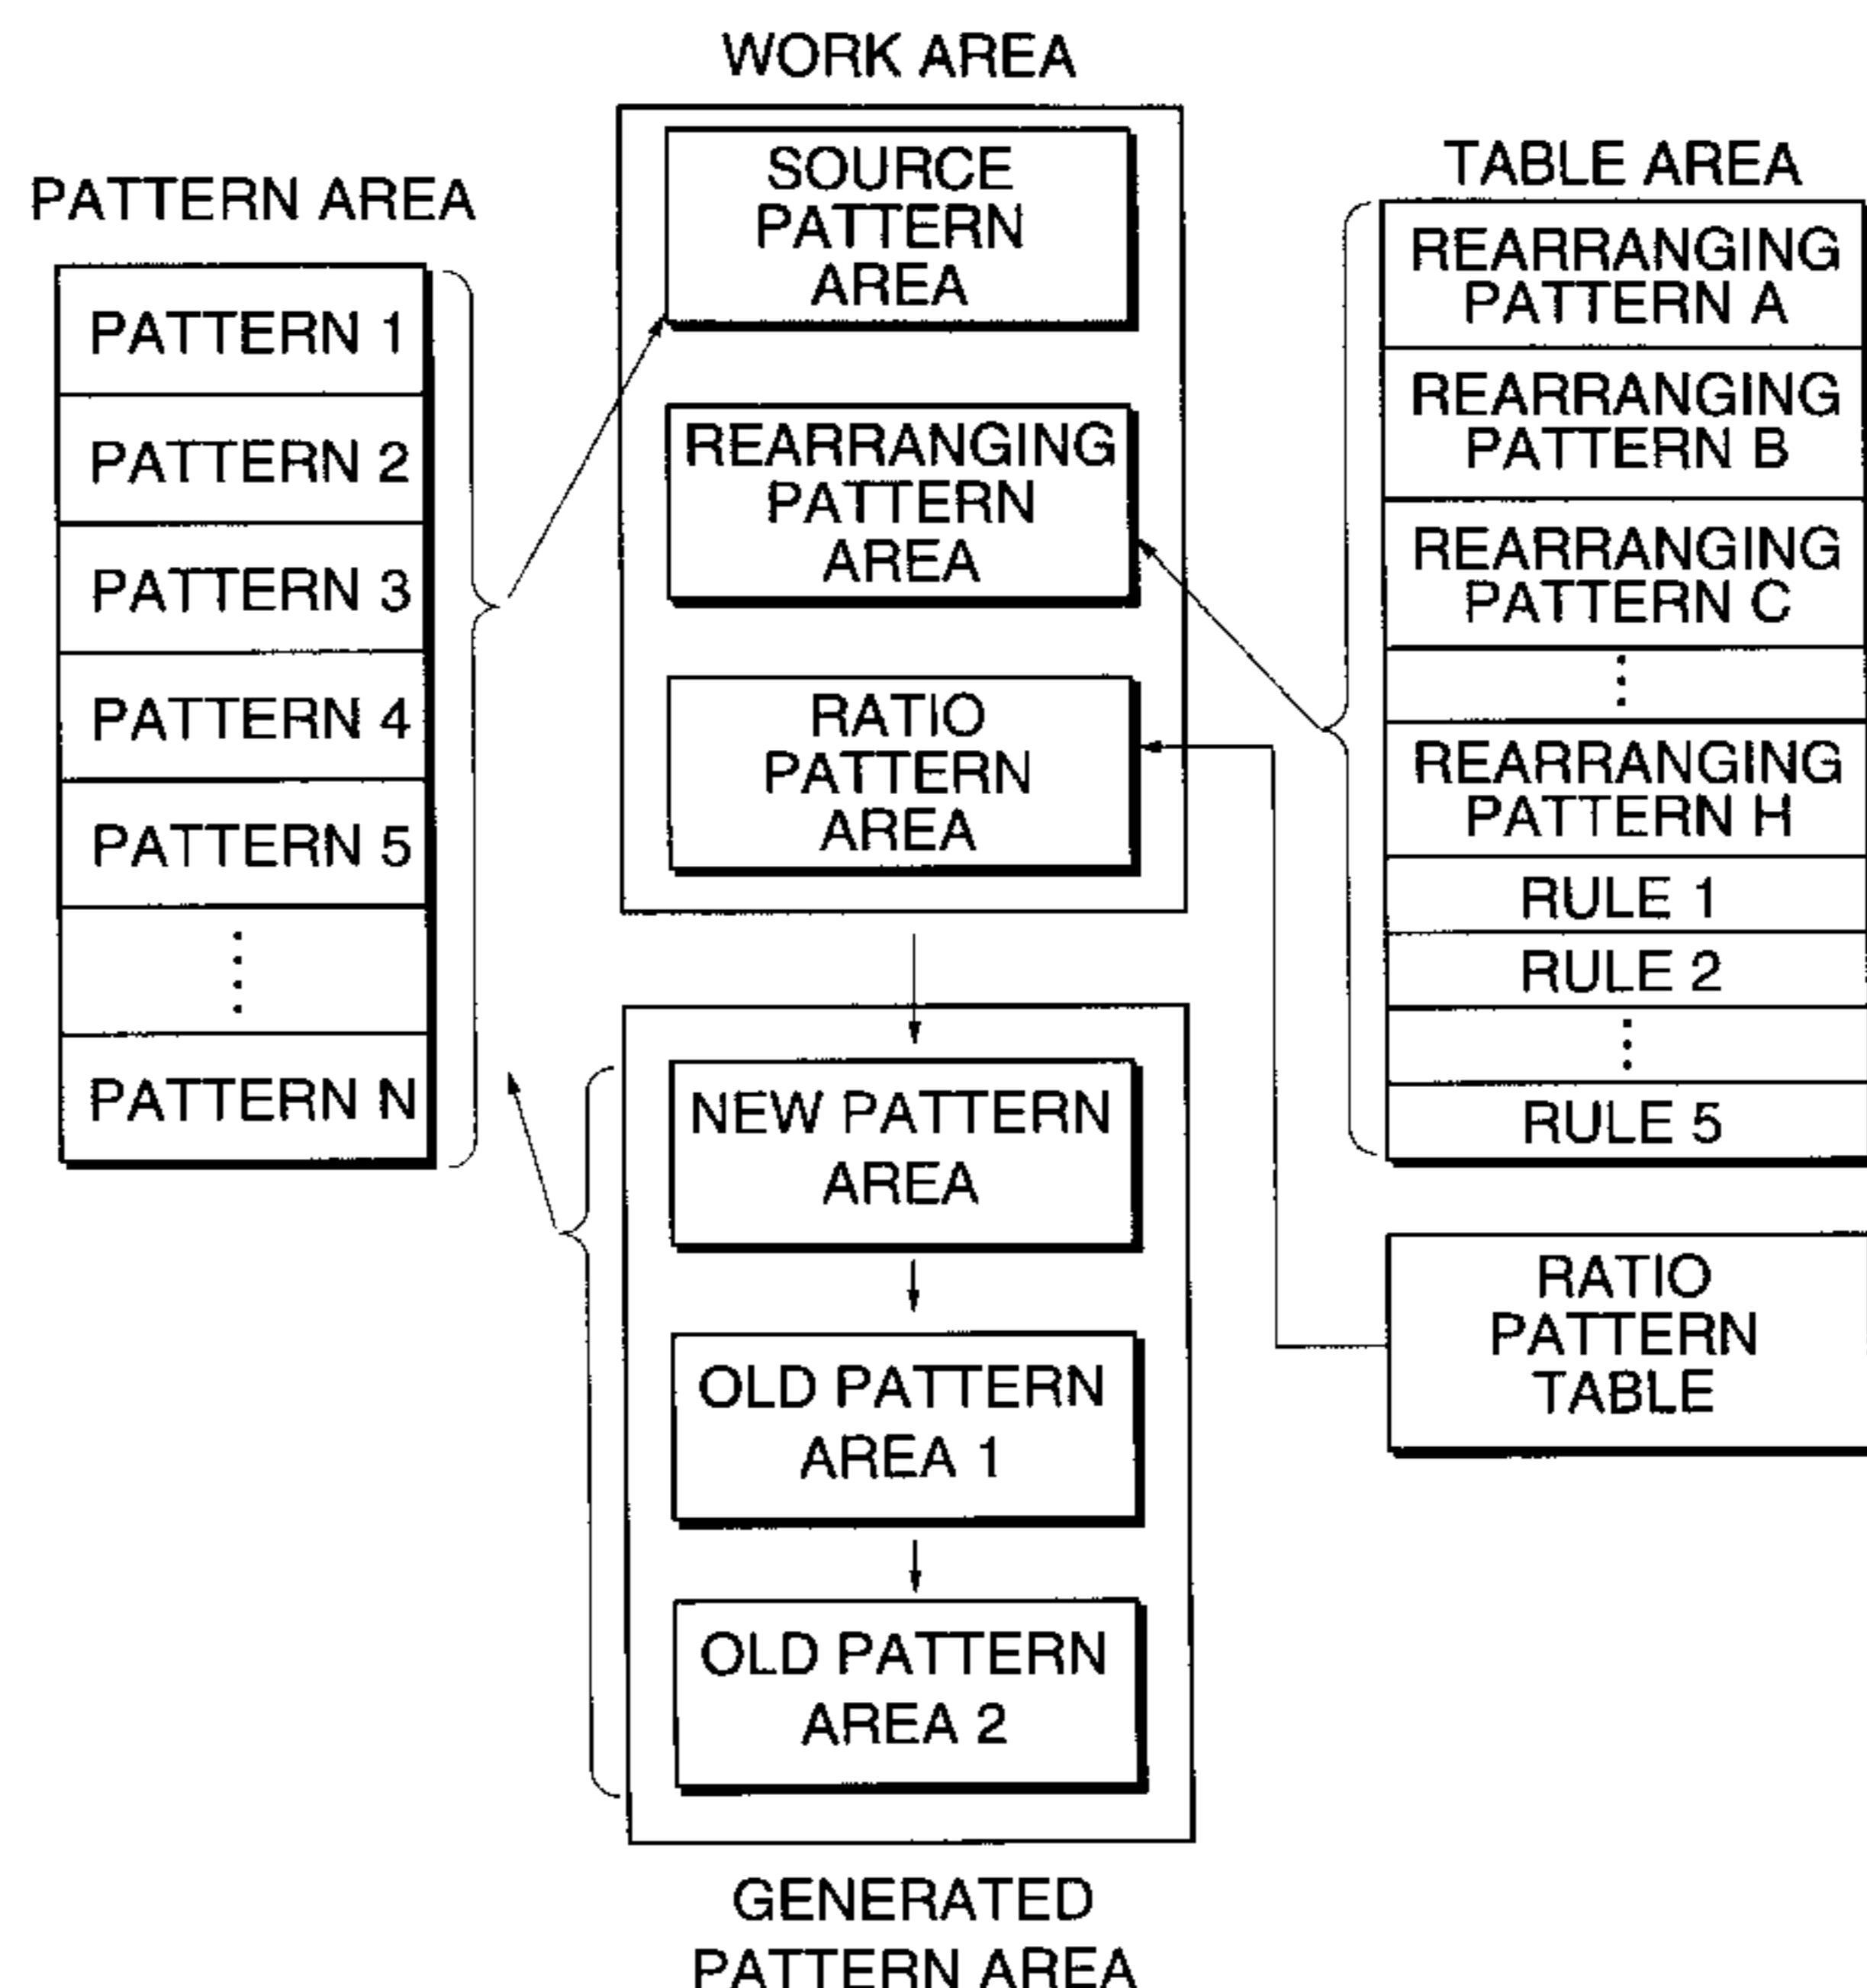 WORK AREA
SOURCE
PATTERN
AREA
REARRANGING
PATTERN
AREA
RATIO
PATTERN
AREA
PATTERN AREA
PATTERN 1
PATTERN 2
PATTERN 3
PATTERN 4
PATTERN 5
PATTERN N
TABLE AREA
REARRANGING
PATTERN A
REARRANGING
PATTERN B
REARRANGING
PATTERN C
REARRANGING
PATTERN H
RULE 1
RULE 2
RULE 5
RATIO
PATTERN
TABLE
NEW PATTERN
AREA
OLD PATTERN
AREA 1
OLD PATTERN
AREA 2
GENERATED
PATTERN AREA